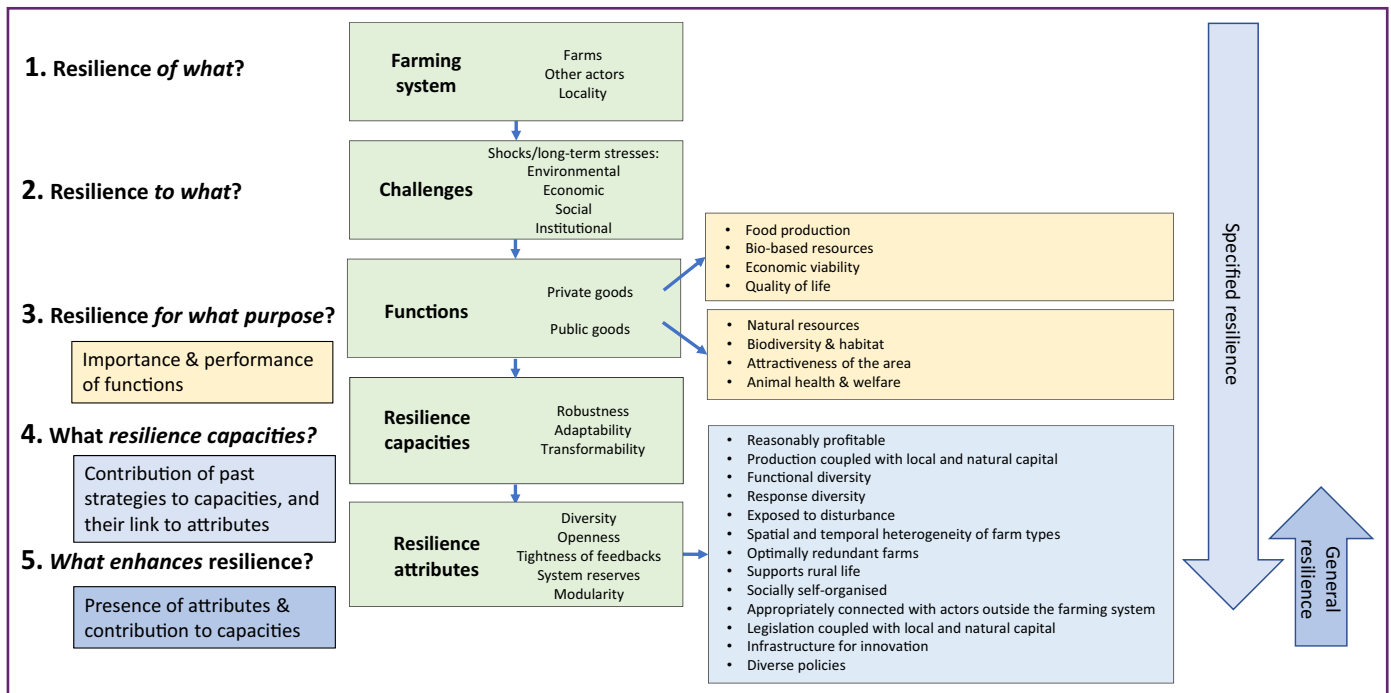 1. Resilience of what?
Farming
system
Farms
Other actors
Locality
2. Resilience to what?
Challenges
Shocks/long-term stresses:
Environmental
Economic
Social
Institutional
3. Resilience for what purpose?
Importance & performance
of functions
Functions
Private goods
Public goods
• Food production
• Bio-based resources
• Economic viability
• Quality of life
• Natural resources
• Biodiversity & habitat
• Attractiveness of the area
• Animal health & welfare
4. What resilience capacities?
Contribution of past
strategies to capacities, and
their link to attributes
Resilience
capacities
Robustness
Adaptability
Transformability
5. What enhances resilience?
Presence of attributes &
contribution to capacities
Resilience
attributes
Diversity
Openness
Tightness of feedbacks
System reserves
Modularity
• Reasonably profitable
• Production coupled with local and natural capital
• Functional diversity
• Response diversity
• Exposed to disturbance
• Spatial and temporal heterogeneity of farm types
• Optimally redundant farms
• Supports rural life
• Socially self-organised
• Appropriately connected with actors outside the farming system
• Legislation coupled with local and natural capital
• Infrastructure for innovation
• Diverse policies
Specified resilience
General
resilience